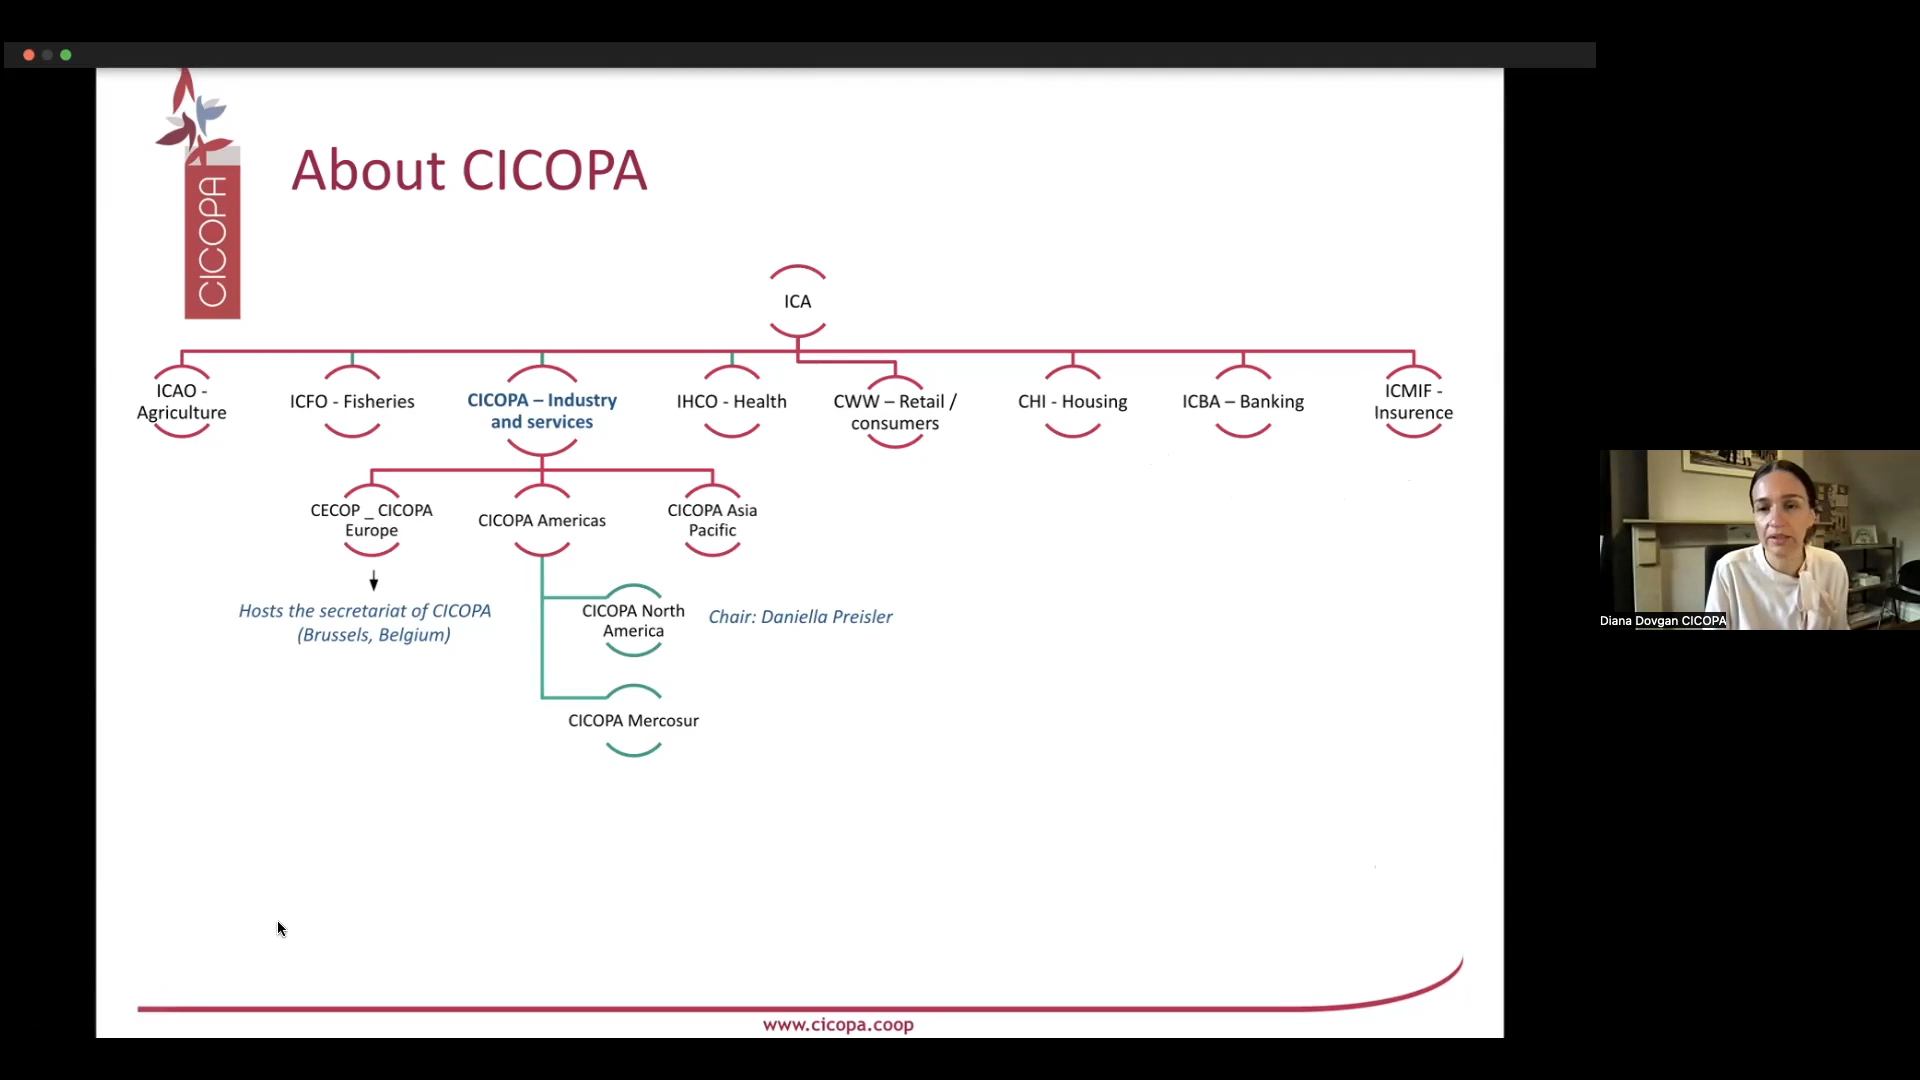 CICOPA
About CICOPA
ICA
ICAO -
Agriculture
ICFO - Fisheries
CICOPA – Industry
and services
IHCO - Health
CWW – Retail /
consumers
CHI - Housing
ICBA – Banking
ICMIF -
Insurence
CECOP _ CICOPA
Europe
CICOPA Americas
CICOPA Asia
Pacific
Hosts the secretariat of CICOPA
(Brussels, Belgium)
CICOPA North
America
Chair: Daniella Preisler
CICOPA Mercosur
www.cicopa.coop
Diana Dovgan CICOPA